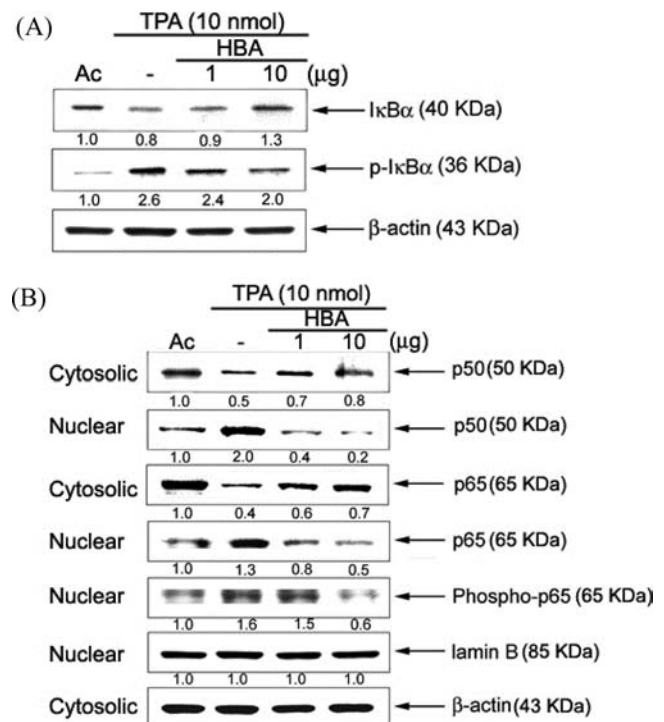 (A)
TPA (10 nmol)
HBA
Ac - 1 10 (μg)
IκBα (40 KDa)
1.0 0.8 0.9 1.3
p-IκBα (36 KDa)
1.0 2.6 2.4 2.0
β-actin (43 KDa)
(B)
TPA (10 nmol)
HBA
Ac - 1 10 (μg)
Cytosolic p50 (50 KDa)
1.0 0.5 0.7 0.8
Nuclear p50 (50 KDa)
1.0 2.0 0.4 0.2
Cytosolic p65 (65 KDa)
1.0 0.4 0.6 0.7
Nuclear p65 (65 KDa)
1.0 1.3 0.8 0.5
Nuclear Phospho-p65 (65 KDa)
1.0 1.6 1.5 0.6
Nuclear lamin B (85 KDa)
1.0 1.0 1.0 1.0
Cytosolic β-actin (43 KDa)